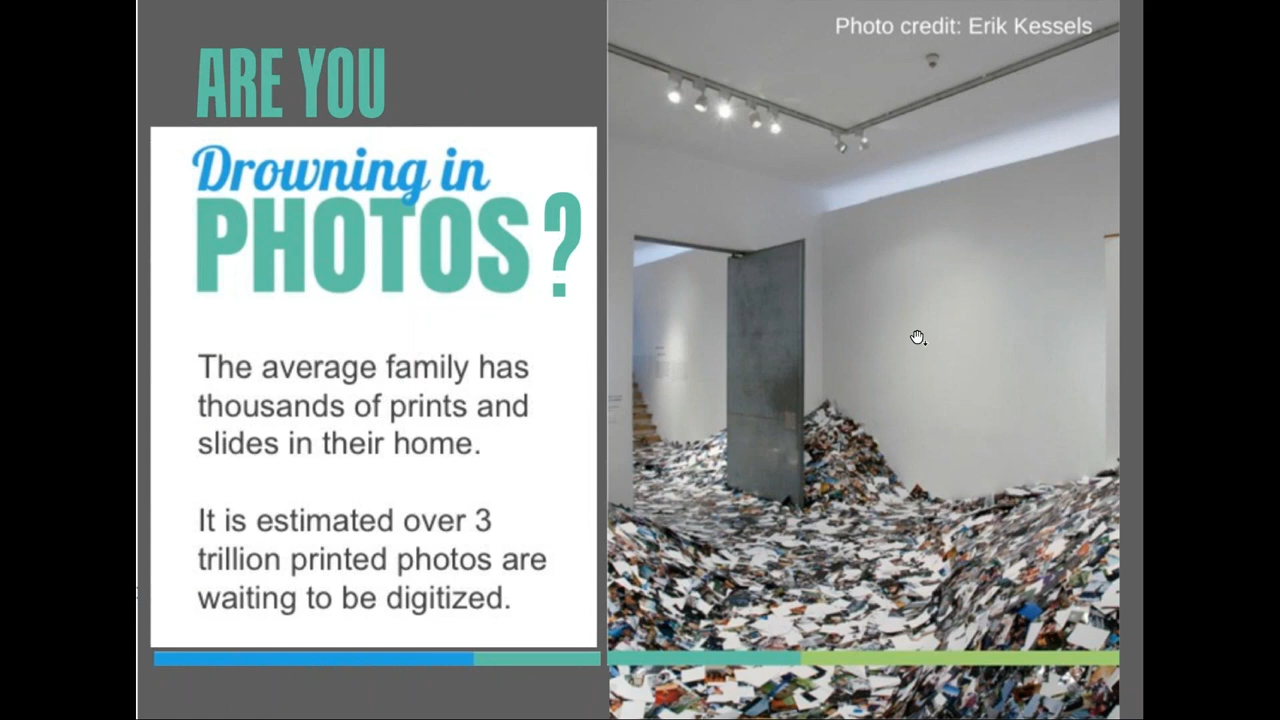 Photo credit: Erik Kessels
ARE YOU
Drowning in
PHOTOS?
The average family has
thousands of prints and
slides in their home.
It is estimated over 3
trillion printed photos are
waiting to be digitized.